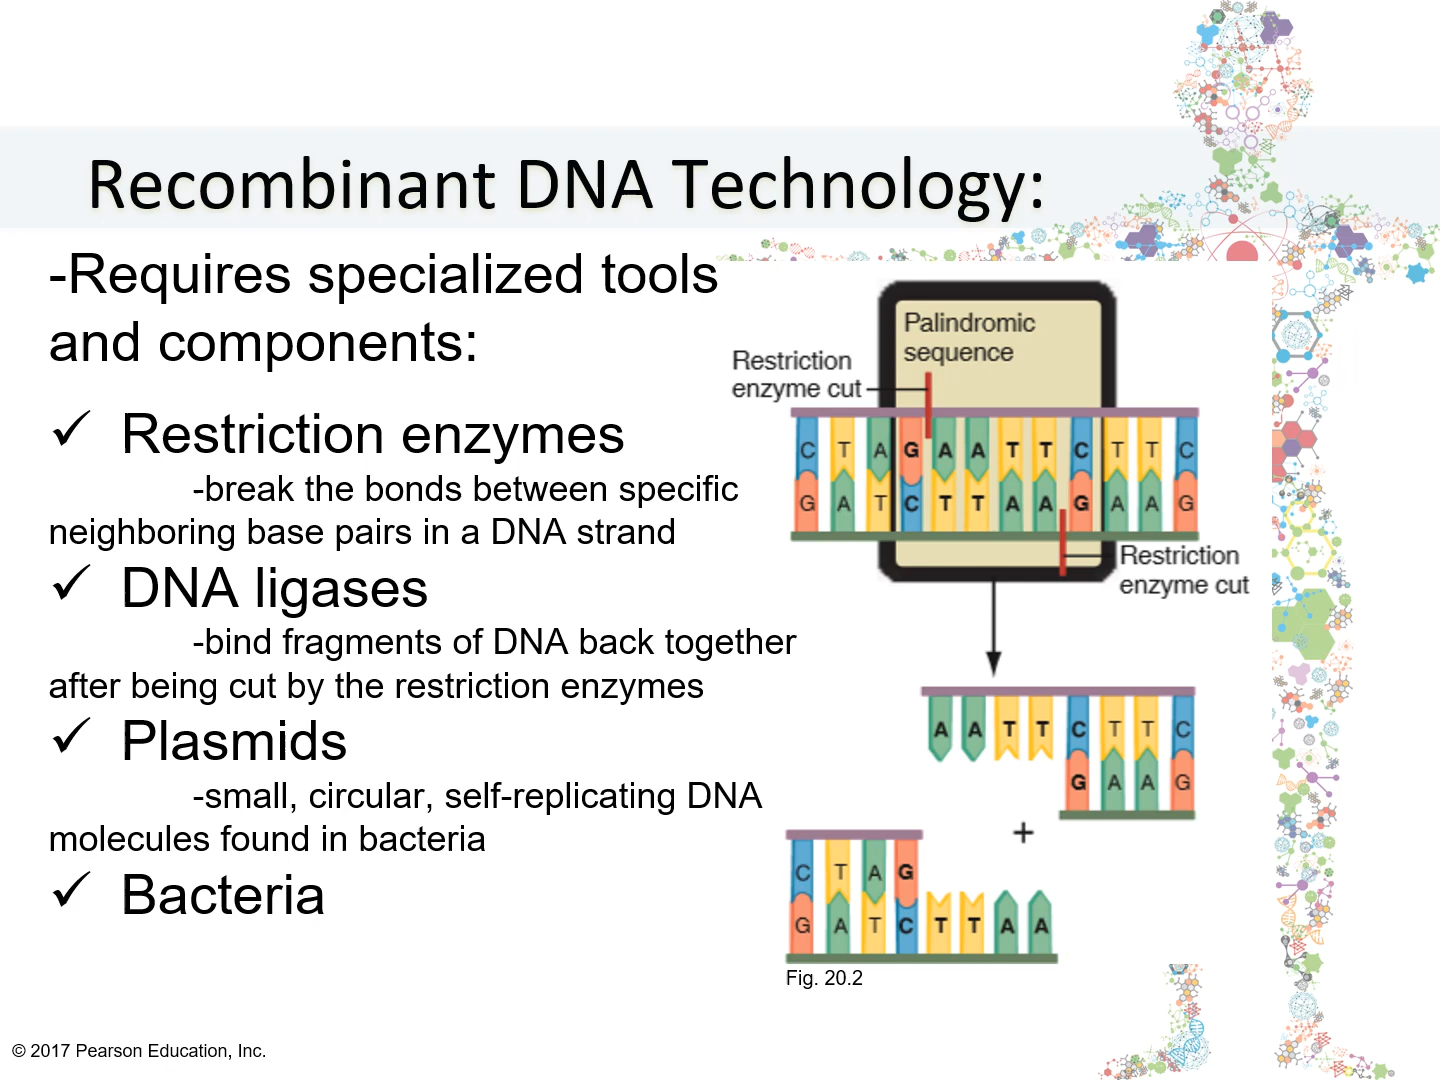 Recombinant DNA Technology:
-Requires specialized tools
and components:
✓ Restriction enzymes
-break the bonds between specific
neighboring base pairs in a DNA strand
✓ DNA ligases
-bind fragments of DNA back together
after being cut by the restriction enzymes
✓ Plasmids
-small, circular, self-replicating DNA
molecules found in bacteria
✓ Bacteria
Palindromic
sequence
Restriction
enzyme cut
C T A G A A T T C T T C
G A T C T T A A G A A G
Restriction
enzyme cut
A A T T C T T C
G A A G
+
C T A G
G A T C T T A A
Fig. 20.2
© 2017 Pearson Education, Inc.